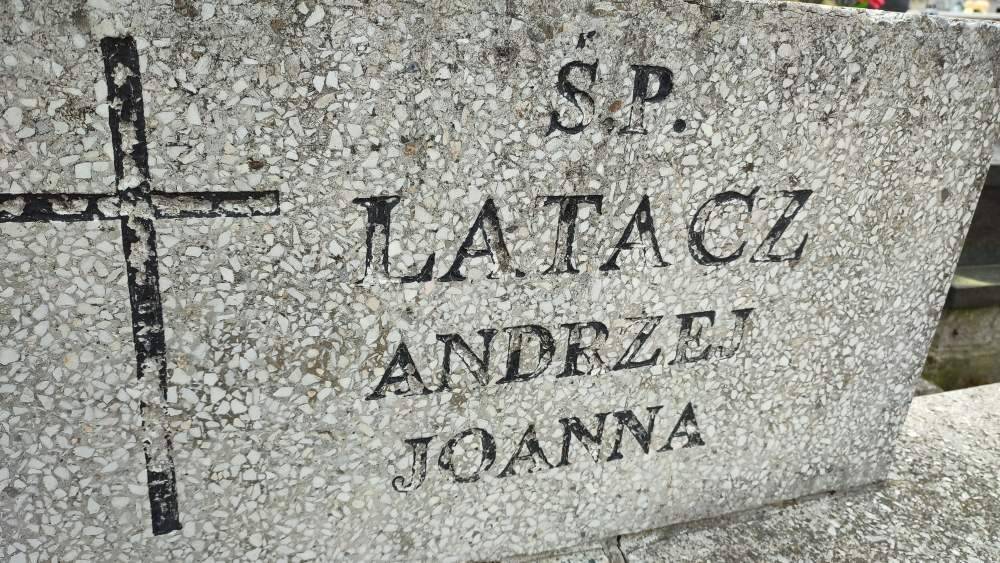 Ś.P.
LATACZ
ANDRZEJ
JOANNA